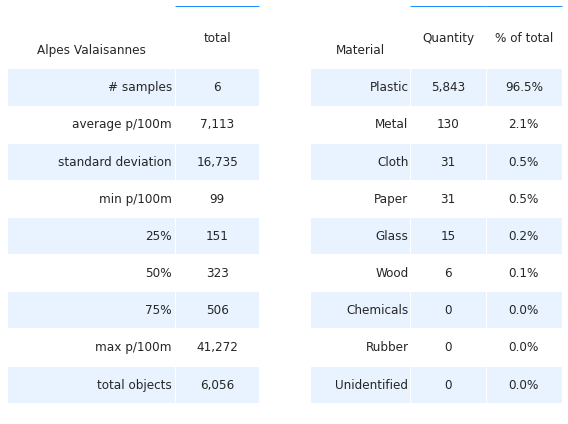 Alpes Valaisannes total
# samples 6
average p/100m 7,113
standard deviation 16,735
min p/100m 99
25% 151
50% 323
75% 506
max p/100m 41,272
total objects 6,056
Material Quantity % of total
Plastic 5,843 96.5%
Metal 130 2.1%
Cloth 31 0.5%
Paper 31 0.5%
Glass 15 0.2%
Wood 6 0.1%
Chemicals 0 0.0%
Rubber 0 0.0%
Unidentified 0 0.0%